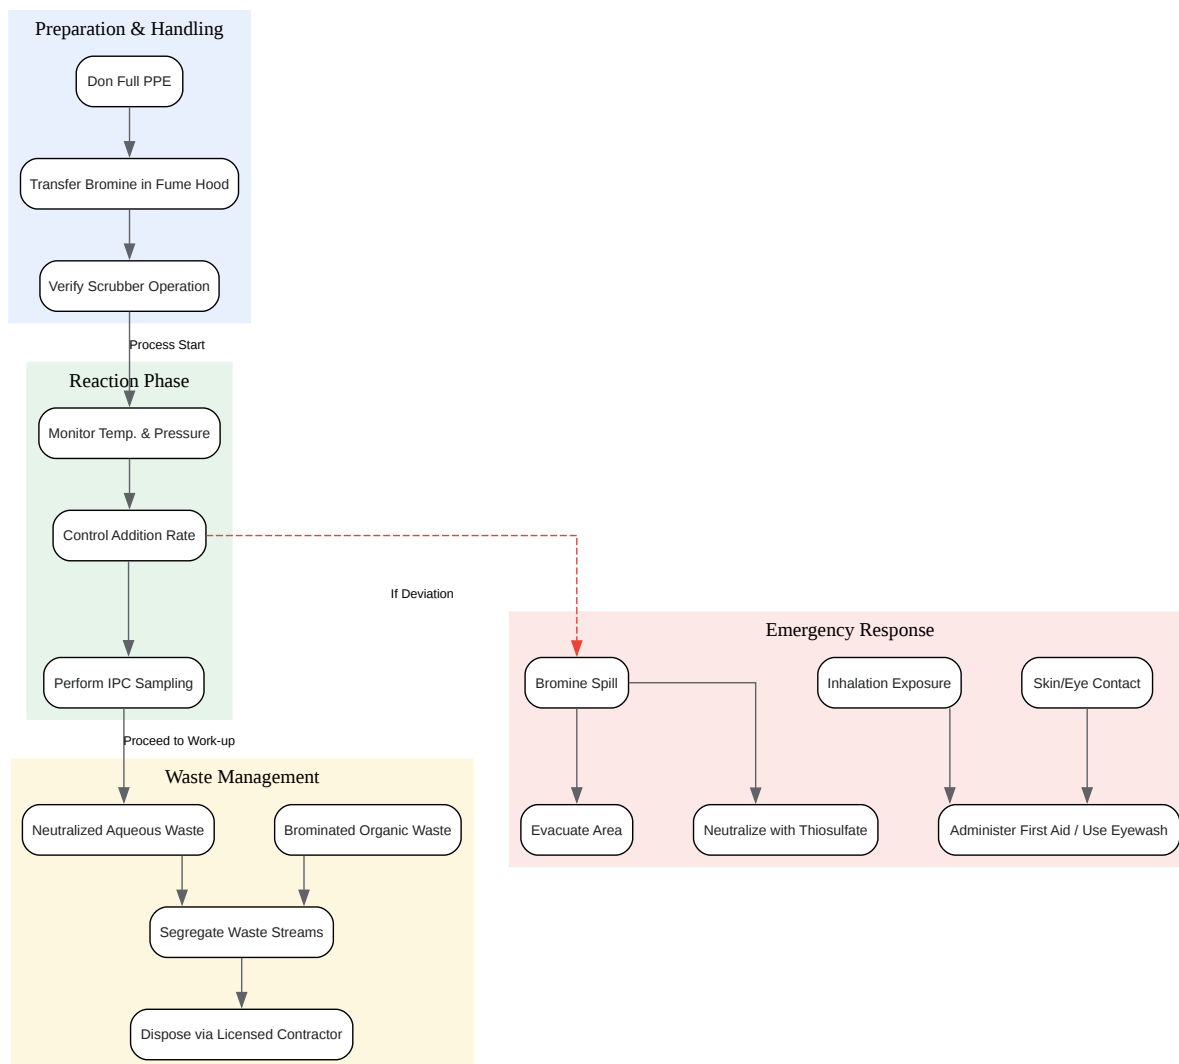 Preparation & Handling
Don Full PPE
Transfer Bromine in Fume Hood
Verify Scrubber Operation
Process Start
Reaction Phase
Monitor Temp. & Pressure
Control Addition Rate
If Deviation
Perform IPC Sampling
Proceed to Work-up
Emergency Response
Bromine Spill
Inhalation Exposure
Skin/Eye Contact
Evacuate Area
Neutralize with Thiosulfate
Administer First Aid / Use Eyewash
Waste Management
Neutralized Aqueous Waste
Brominated Organic Waste
Segregate Waste Streams
Dispose via Licensed Contractor